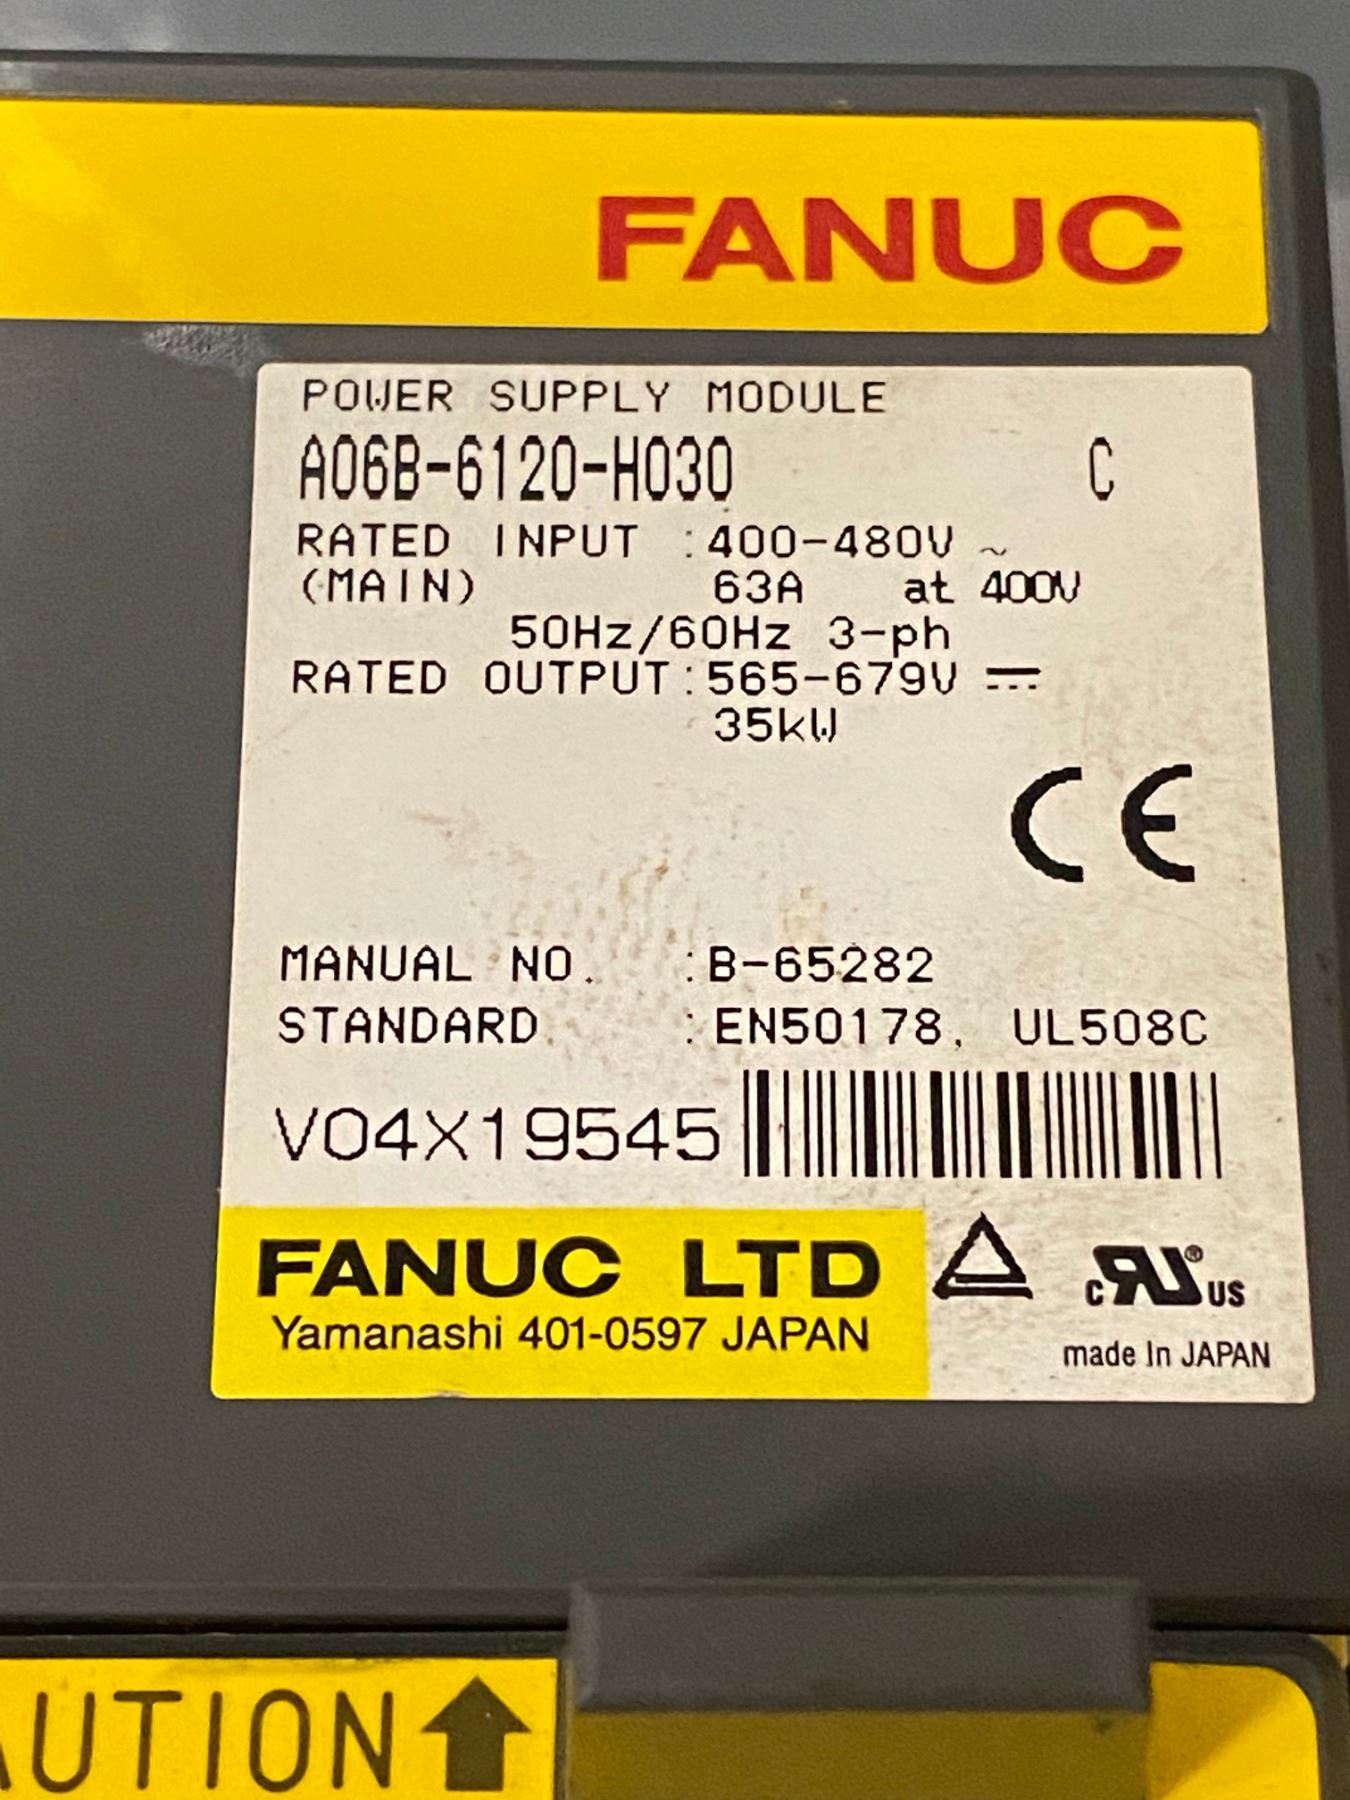 FANUC
POWER SUPPLY MODULE
A06B-6120-H030 C
RATED INPUT :400-480V ~
(MAIN) 63A at 400V
50Hz/60Hz 3-ph
RATED OUTPUT:565-679V ⎓
35kW
CE
MANUAL NO. :B-65282
STANDARD :EN50178, UL508C
V04X19545
FANUC LTD
Yamanashi 401-0597 JAPAN
c RU ® US
made In JAPAN
AUTION